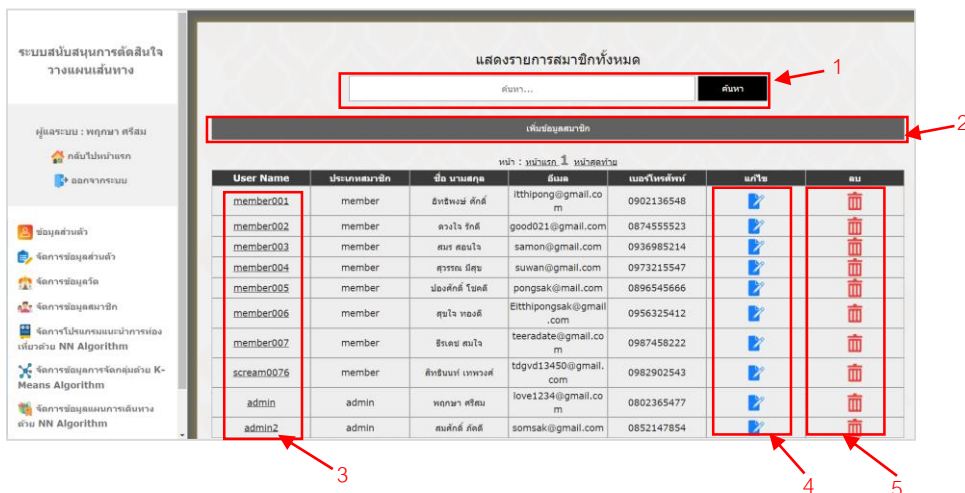 ระบบสนับสนุนการตัดสินใจ
วางแผนเส้นทาง
ผู้ดูแลระบบ : พฤกษา ศรีสม
กลับไปหน้าแรก
ออกจากระบบ
ข้อมูลส่วนตัว
จัดการข้อมูลส่วนตัว
จัดการข้อมูลวัด
จัดการข้อมูลสมาชิก
จัดการโปรแกรมแนะนำการท่อง
เที่ยวด้วย NN Algorithm
จัดการข้อมูลการจัดกลุ่มด้วย K-
Means Algorithm
จัดการข้อมูลแผนการเดินทาง
ด้วย NN Algorithm
แสดงรายการสมาชิกทั้งหมด
ค้นหา... ค้นหา
1
เพิ่มข้อมูลสมาชิก
2
หน้า : หน้าแรก 1 หน้าสุดท้าย
User Name ประเภทสมาชิก ชื่อ นามสกุล อีเมล เบอร์โทรศัพท์ แก้ไข ลบ
member001 member อิทธิพงษ์ ศักดิ์ itthipong@gmail.co
m 0902136548
member002 member ดวงใจ รักดี good021@gmail.com 0874555523
member003 member สมร สอนใจ samon@gmail.com 0936985214
member004 member สุวรรณ มีสุข suwan@gmail.com 0973215547
member005 member ปองศักดิ์ โชคดี pongsak@mail.com 0896545666
member006 member สุขใจ ทองดี Eitthipongsak@gmail
.com 0956325412
member007 member ธีรเดช สมใจ teeradate@gmail.co
m 0987458222
scream0076 member สิทธินนท์ เทพวงศ์ tdgvd13450@gmail.
com 0982902543
admin admin พฤกษา ศรีสม love1234@gmail.co
m 0802365477
admin2 admin สมศักดิ์ ภักดี somsak@gmail.com 0852147854
3
4
5